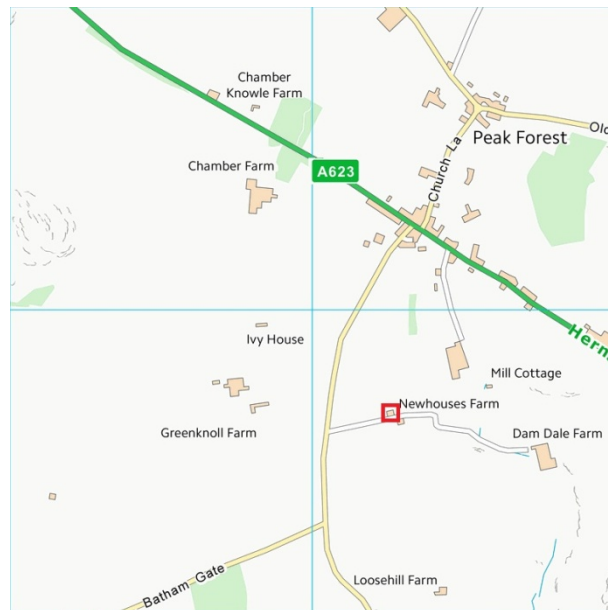 Chamber
Knowle Farm
Old
Peak Forest
Church La
Chamber Farm
A623
Ivy House
Mill Cottage
Newhouses Farm
Greenknoll Farm
Dam Dale Farm
Batham Gate
Loosehill Farm